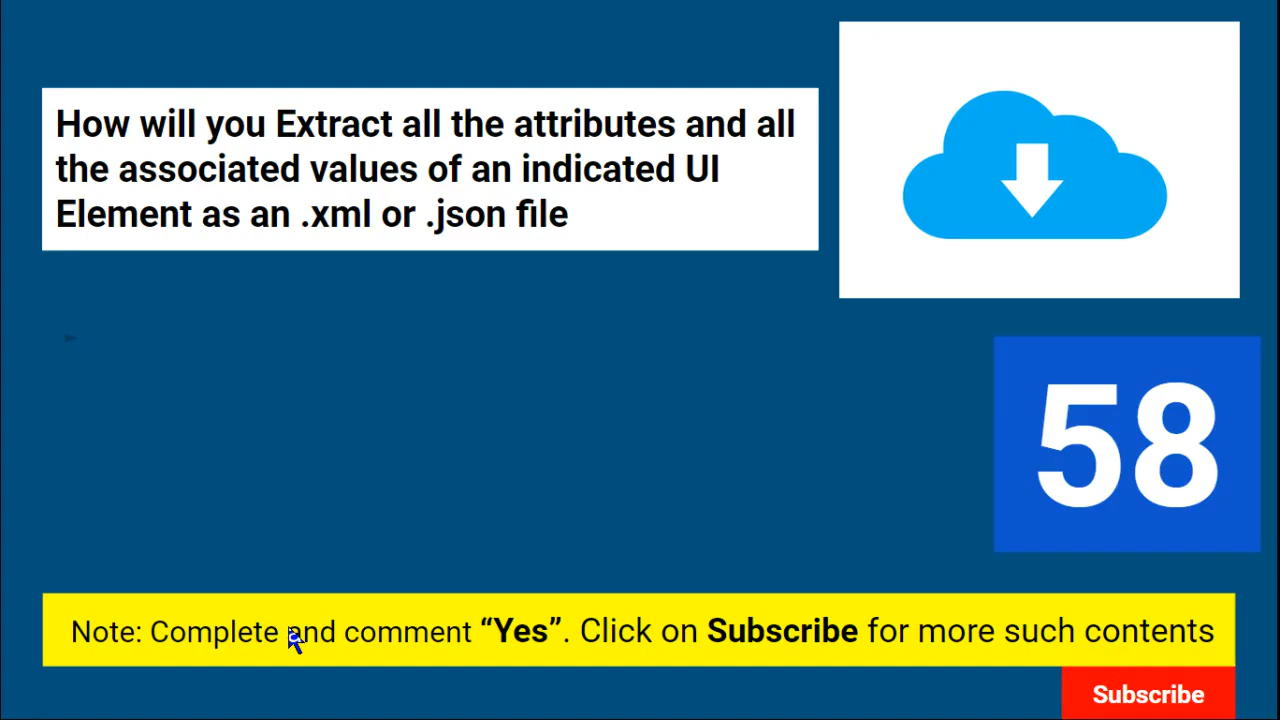 How will you Extract all the attributes and all
the associated values of an indicated UI
Element as an .xml or .json file
58
Note: Complete and comment “Yes”. Click on Subscribe for more such contents
Subscribe